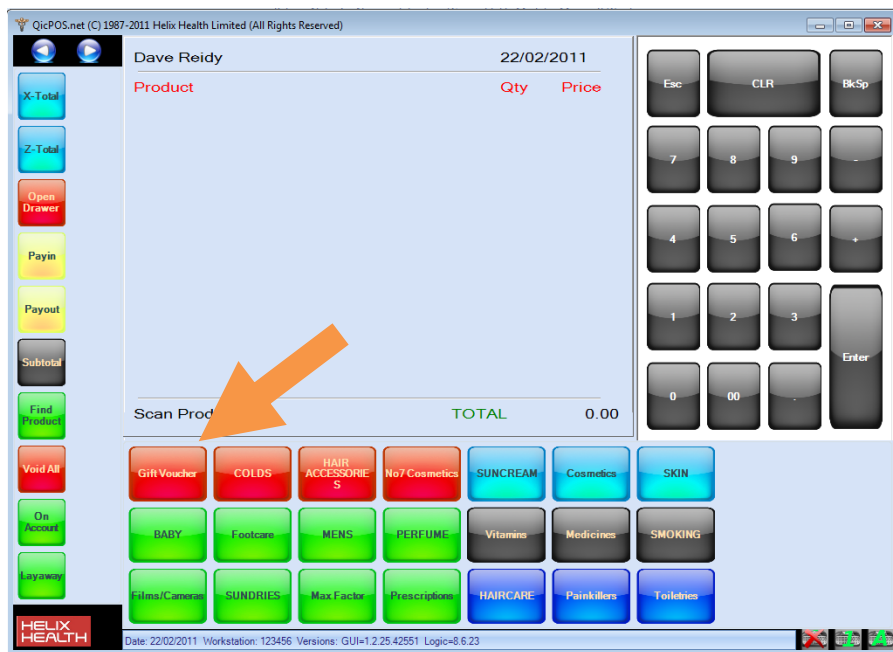 QicPOS.net (C) 1987-2011 Helix Health Limited (All Rights Reserved)
Dave Reidy 22/02/2011
Product Qty Price
X-Total
Z-Total
Open
Drawer
Payin
Payout
Subtotal
Find
Product
Void All
On
Account
Layaway
HELIX
HEALTH
Scan Prod
TOTAL 0.00
Esc CLR BkSp
7 8 9 -
4 5 6 +
1 2 3
Enter
0 00 .
Gift Voucher COLDS HAIR
ACCESSORIE
S No7 Cosmetics SUNCREAM Cosmetics SKIN
BABY Footcare MENS PERFUME Vitamins Medicines SMOKING
Films/Cameras SUNDRIES Max Factor Prescriptions HAIRCARE Painkillers Toiletries
Date: 22/02/2011 Workstation: 123456 Versions: GUI=1.2.25.42551 Logic=8.6.23